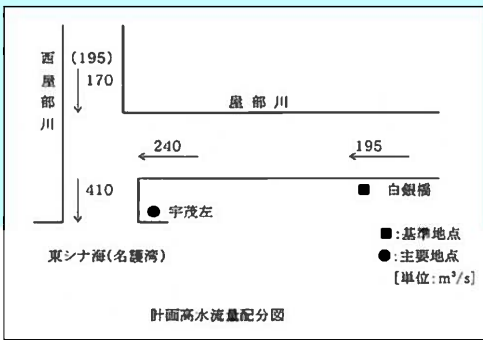 西屋部川
(195)
170
屋部川
240
195
410
白銀橋
宇茂左
東シナ海(名護湾)
■:基準地点
●:主要地点
[単位:m³/s]
計画高水流量配分図